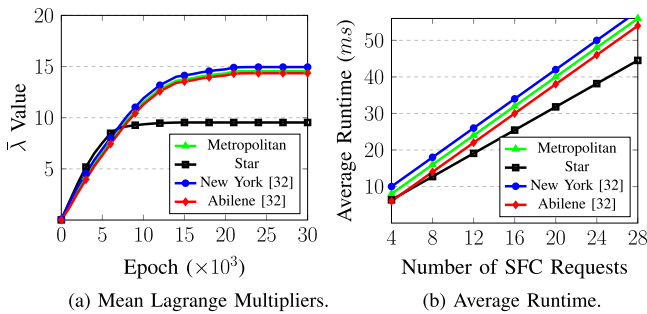 20
15
10
5
0
5
10
15
20
25
30
λ̄ Value
Epoch (×10³)
Metropolitan
Star
New York [32]
Abilene [32]
(a) Mean Lagrange Multipliers.
50
40
30
20
10
4
8
12
16
20
24
28
Average Runtime (ms)
Number of SFC Requests
Metropolitan
Star
New York [32]
Abilene [32]
(b) Average Runtime.